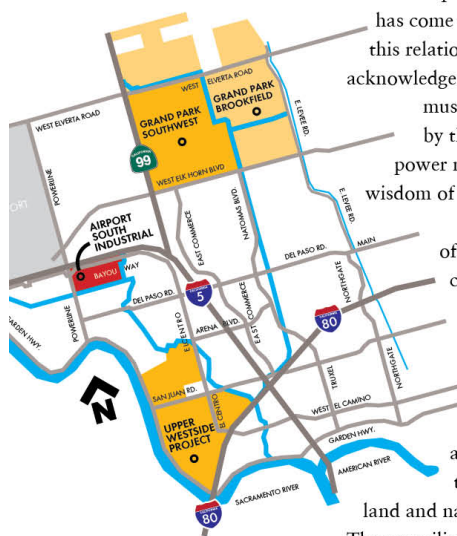 has come
this relation
acknowledge
mus
by th
power n
wisdom of
of
c
a
t
land and na
WEST ELVERTA ROAD
WEST ELVERTA ROAD
E. LEVEE RD.
E. LEVEE RD.
GRAND PARK
SOUTHWEST
GRAND PARK
BROOKFIELD
99
POWERLINE
WEST ELK HORN BLVD
ORT
AIRPORT
SOUTH
INDUSTRIAL
BAYOU WAY
EAST COMMERCE
NATOMAS BLVD.
DEL PASO RD.
MAIN
5
DEL PASO RD.
EAST COMMERCE
NORTHGATE
80
GARDEN HWY.
POWERLINE
EL CENTRO
ARENA BLVD.
SAN JUAN RD.
EL CENTRO
TRUXEL
NORTHGATE
WEST EL CAMINO
N
UPPER
WESTSIDE
PROJECT
GARDEN HWY.
AMERICAN RIVER
SACRAMENTO RIVER
80